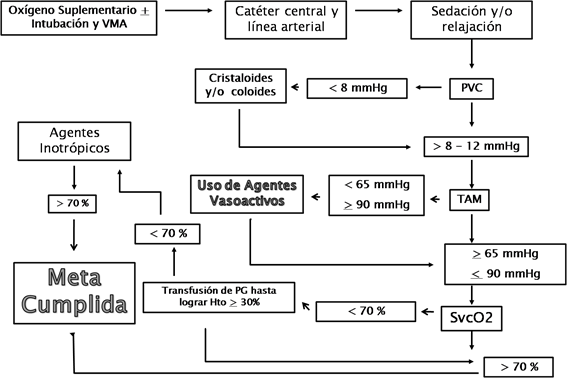 Oxígeno Suplementario ±
Intubación y VMA
Catéter central y
línea arterial
Sedación y/o
relajación
Cristaloides
y/o coloides
< 8 mmHg
PVC
> 8 - 12 mmHg
Agentes
Inotrópicos
Uso de Agentes
Vasoactivos
< 65 mmHg
≥ 90 mmHg
TAM
> 70 %
< 70 %
≥ 65 mmHg
≤ 90 mmHg
Meta
Cumplida
Transfusión de PG hasta
lograr Hto ≥ 30%
< 70 %
SvcO2
> 70 %